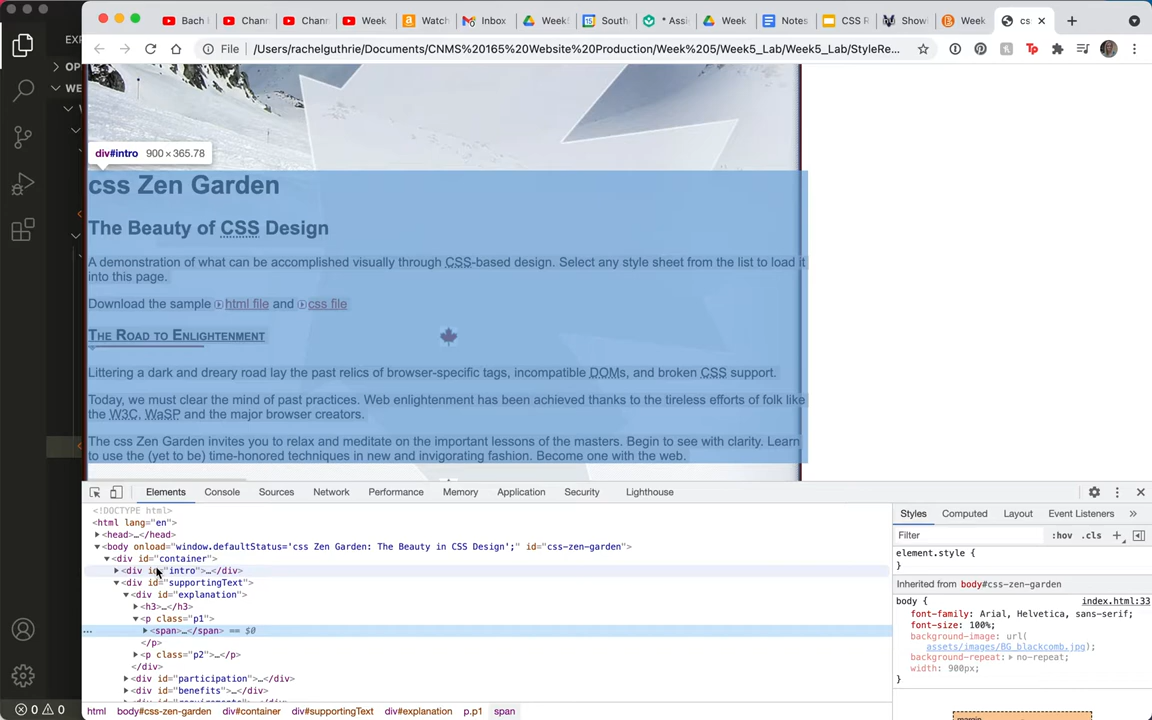 Bach
Chann
Chann
Week
Watch
Inbox
Week
South
* Assi
Week
Notes
CSS R
Show
Week
cs
File /Users/rachelguthrie/Documents/CNMS%20165%20Website%20Production/Week%205/Week5_Lab/Week5_Lab/StyleRe...
EXP
OP
WE
div#intro 900 × 365.78
css Zen Garden
The Beauty of CSS Design
A demonstration of what can be accomplished visually through CSS-based design. Select any style sheet from the list to load it
into this page.
Download the sample html file and css file
The Road to Enlightenment
Littering a dark and dreary road lay the past relics of browser-specific tags, incompatible DOMs, and broken CSS support.
Today, we must clear the mind of past practices. Web enlightenment has been achieved thanks to the tireless efforts of folk like
the W3C, WaSP and the major browser creators.
The css Zen Garden invites you to relax and meditate on the important lessons of the masters. Begin to see with clarity. Learn
to use the (yet to be) time-honored techniques in new and invigorating fashion. Become one with the web.
Elements Console Sources Network Performance Memory Application Security Lighthouse
<!DOCTYPE html>
<html lang="en">
<head>…</head>
<body onload="window.defaultStatus='css Zen Garden: The Beauty in CSS Design';" id="css-zen-garden">
<div id="container">
<div id="intro">…</div>
<div id="supportingText">
<div id="explanation">
<h3>…</h3>
<p class="p1">
<span>…</span> == $0
</p>
<p class="p2">…</p>
</div>
<div id="participation">…</div>
<div id="benefits">…</div>
html body#css-zen-garden div#container div#supportingText div#explanation p.p1 span
Styles Computed Layout Event Listeners
Filter :hov .cls
element.style {
}
Inherited from body#css-zen-garden
body { index.html:33
font-family: Arial, Helvetica, sans-serif;
font-size: 100%;
background-image: url(
assets/images/BG_blackcomb.jpg);
background-repeat: no-repeat;
width: 900px;
}
margin
0 0